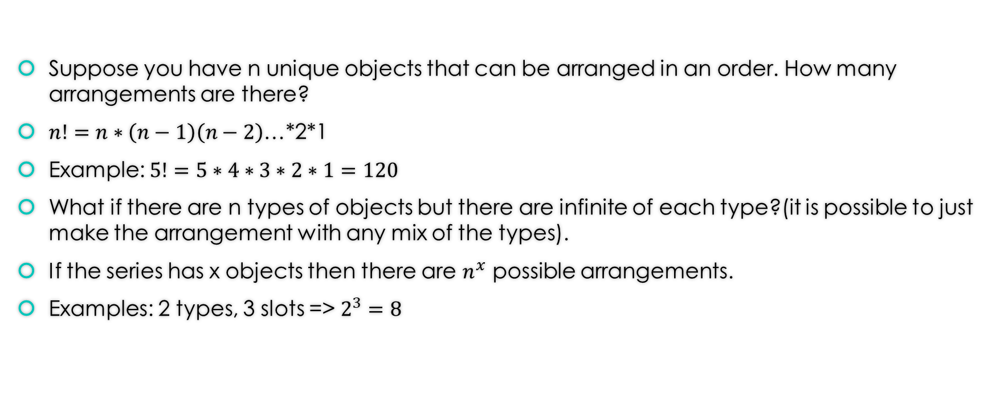 Suppose you have n unique objects that can be arranged in an order. How many
arrangements are there?
n! = n ∗ (n − 1)(n − 2)…*2*1
Example: 5! = 5 ∗ 4 ∗ 3 ∗ 2 ∗ 1 = 120
What if there are n types of objects but there are infinite of each type?(it is possible to just
make the arrangement with any mix of the types).
If the series has x objects then there are nˣ possible arrangements.
Examples: 2 types, 3 slots => 2³ = 8